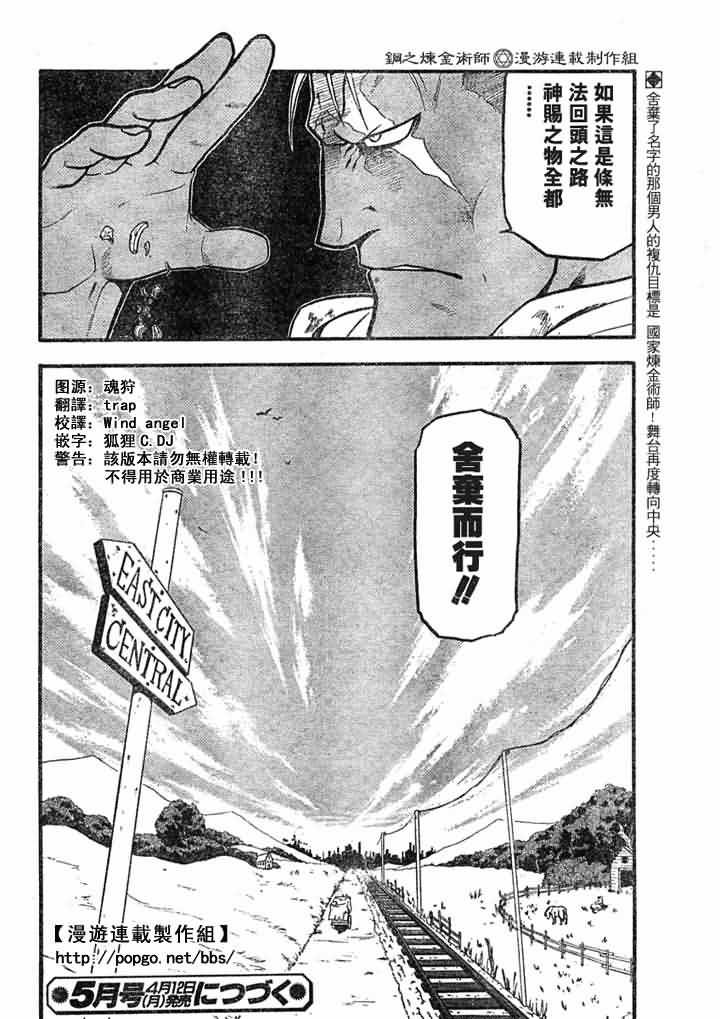 鋼之煉金術師✡漫游連載制作組
如果這是條無
法回頭之路
神賜之物全都
……
舍棄了名字的那個男人的複仇目標是 國家煉金術師！舞台再度轉向中央‥‥‥
图源：魂狩
翻譯：trap
校譯：Wind angel
嵌字：狐狸C.DJ
警告：該版本請勿無權轉載！
不得用於商業用途！！！
舍棄而行！！
EAST CITY
CENTRAL
【漫遊連載製作組】
http://popgo.net/bbs/
5月号4月12日(月)発売につづく